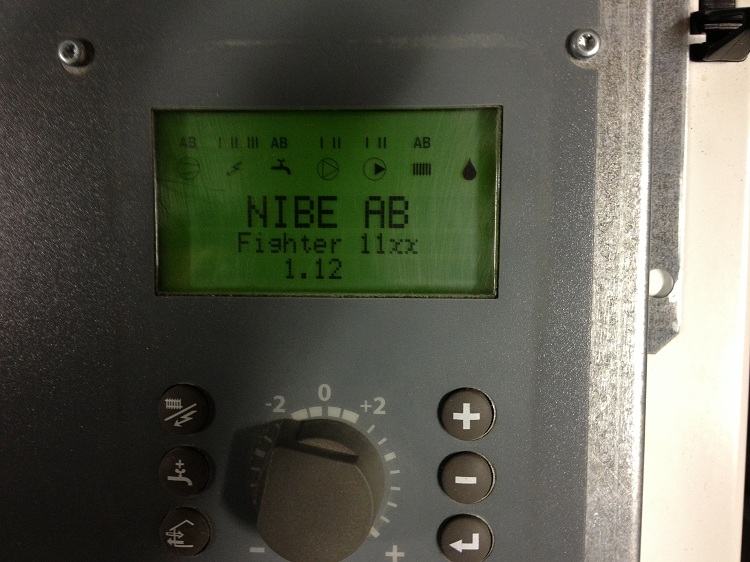 AB I II III AB I II I II AB
NIBE AB
Fighter 11xx
1.12
-2 0 +2
+
-
- +